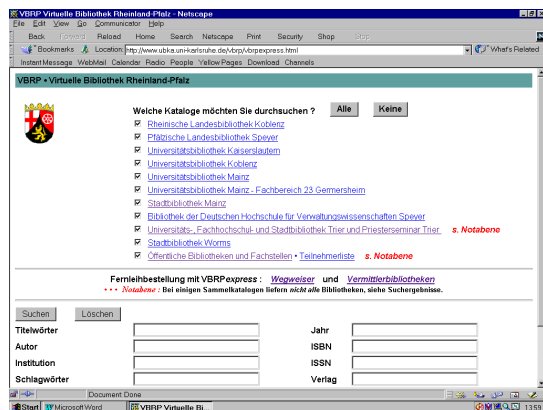 VBRP Virtuelle Bibliothek Rheinland-Pfalz - Netscape
File Edit View Go Communicator Help
Back Forward Reload Home Search Netscape Print Security Shop Stop
Bookmarks Location: http://www.ubka.uni-karlsruhe.de/vbrp/vbrpexpress.html What's Related
Instant Message WebMail Calendar Radio People Yellow Pages Download Channels
VBRP • Virtuelle Bibliothek Rheinland-Pfalz
Welche Kataloge möchten Sie durchsuchen ? Alle Keine
Rheinische Landesbibliothek Koblenz
Pfälzische Landesbibliothek Speyer
Universitätsbibliothek Kaiserslautern
Universitätsbibliothek Koblenz
Universitätsbibliothek Mainz
Universitätsbibliothek Mainz - Fachbereich 23 Germersheim
Stadtbibliothek Mainz
Bibliothek der Deutschen Hochschule für Verwaltungswissenschaften Speyer
Universitäts-, Fachhochschul- und Stadtbibliothek Trier und Priesterseminar Trier s. Notabene
Stadtbibliothek Worms
Öffentliche Bibliotheken und Fachstellen • Teilnehmerliste s. Notabene
Fernleihbestellung mit VBRPexpress : Wegweiser und Vermittlerbibliotheken
• • • Notabene : Bei einigen Sammelkatalogen liefern nicht alle Bibliotheken, siehe Suchergebnisse.
Suchen Löschen
Titelwörter Jahr
Autor ISBN
Institution ISSN
Schlagwörter Verlag
Document Done
Start Microsoft Word VBRP Virtuelle Bi... 13:59